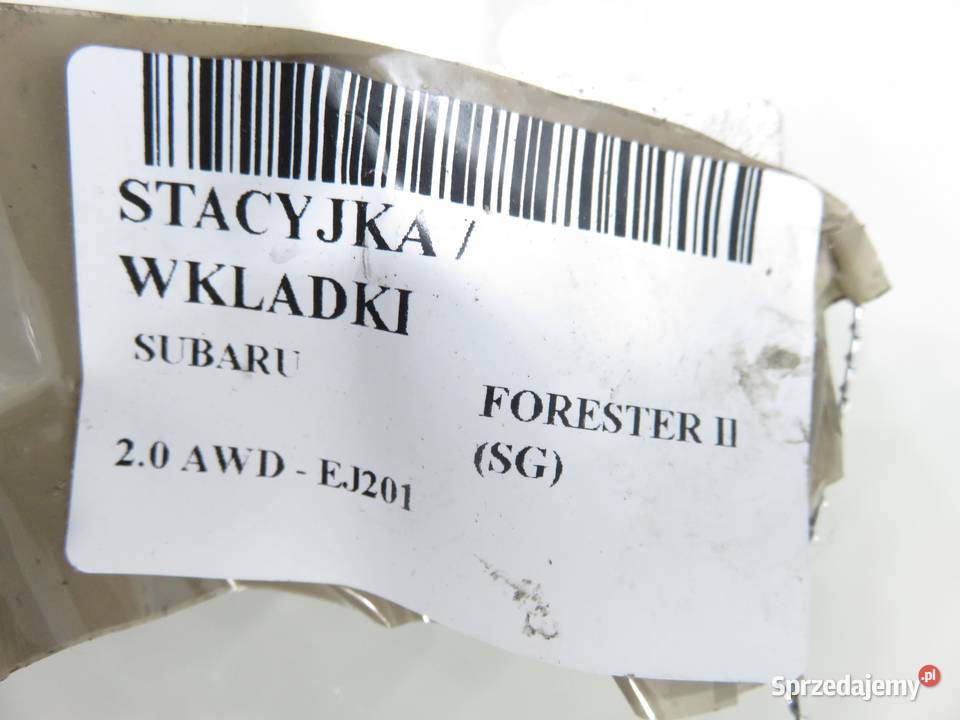 STACYJKA /
WKLADKI
SUBARU
FORESTER II
(SG)
2.0 AWD - EJ201
Sprzedajemy.pl